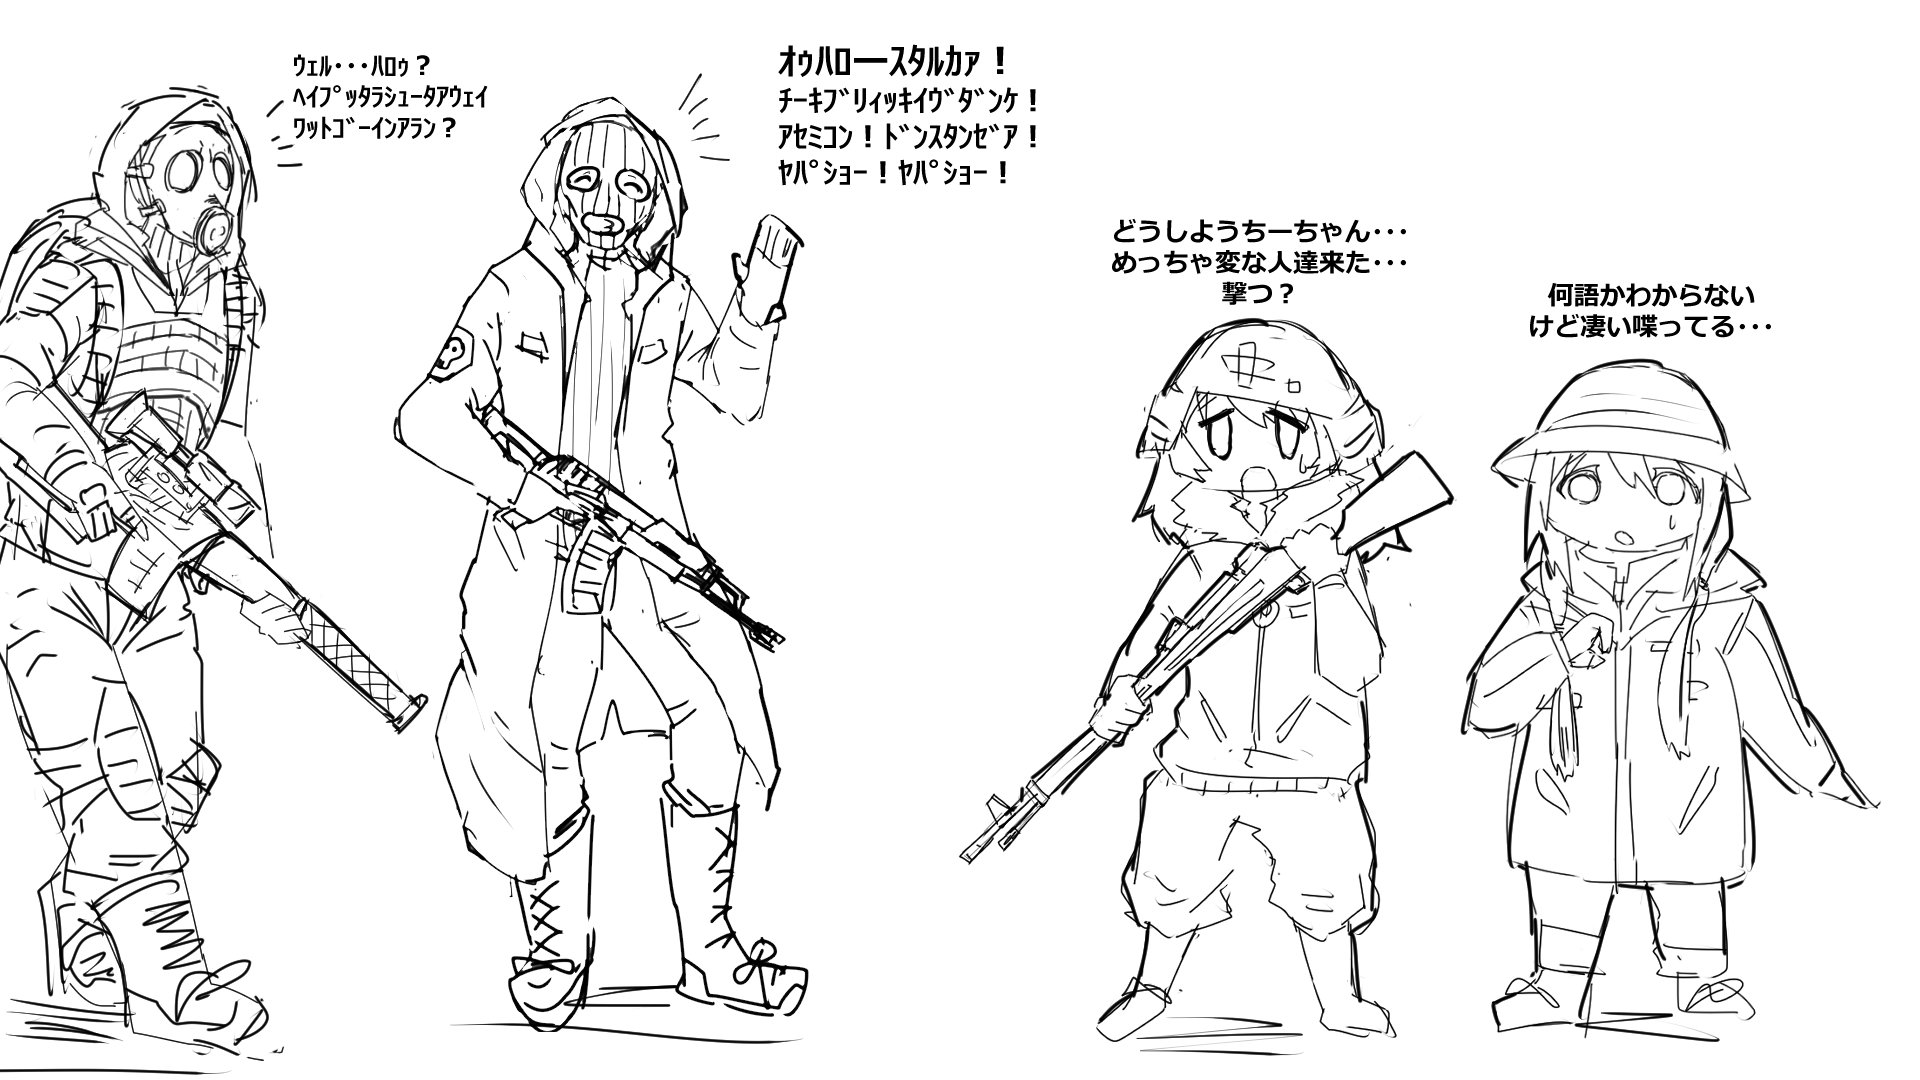 ｳｪﾙ･･･ﾊﾛｩ？
ﾍｲﾌﾟｯﾀﾗｼｭｰﾀｱｳｪｲ
ﾜｯﾄｺﾞｰｲﾝｱﾗﾝ？
ｵｩﾊﾛｰｰｽﾀﾙｶｧ！
ﾁｰｷﾌﾞﾘｨｯｷｲｳﾞﾀﾞﾝｹ！
ｱｾﾐｺﾝ！ﾄﾞﾝｽﾀﾝｾﾞｱ！
ﾔﾊﾟｼｮｰ！ﾔﾊﾟｼｮｰ！
どうしようちーちゃん･･･
めっちゃ変な人達来た･･･
撃つ？
何語かわからない
けど凄い喋ってる･･･